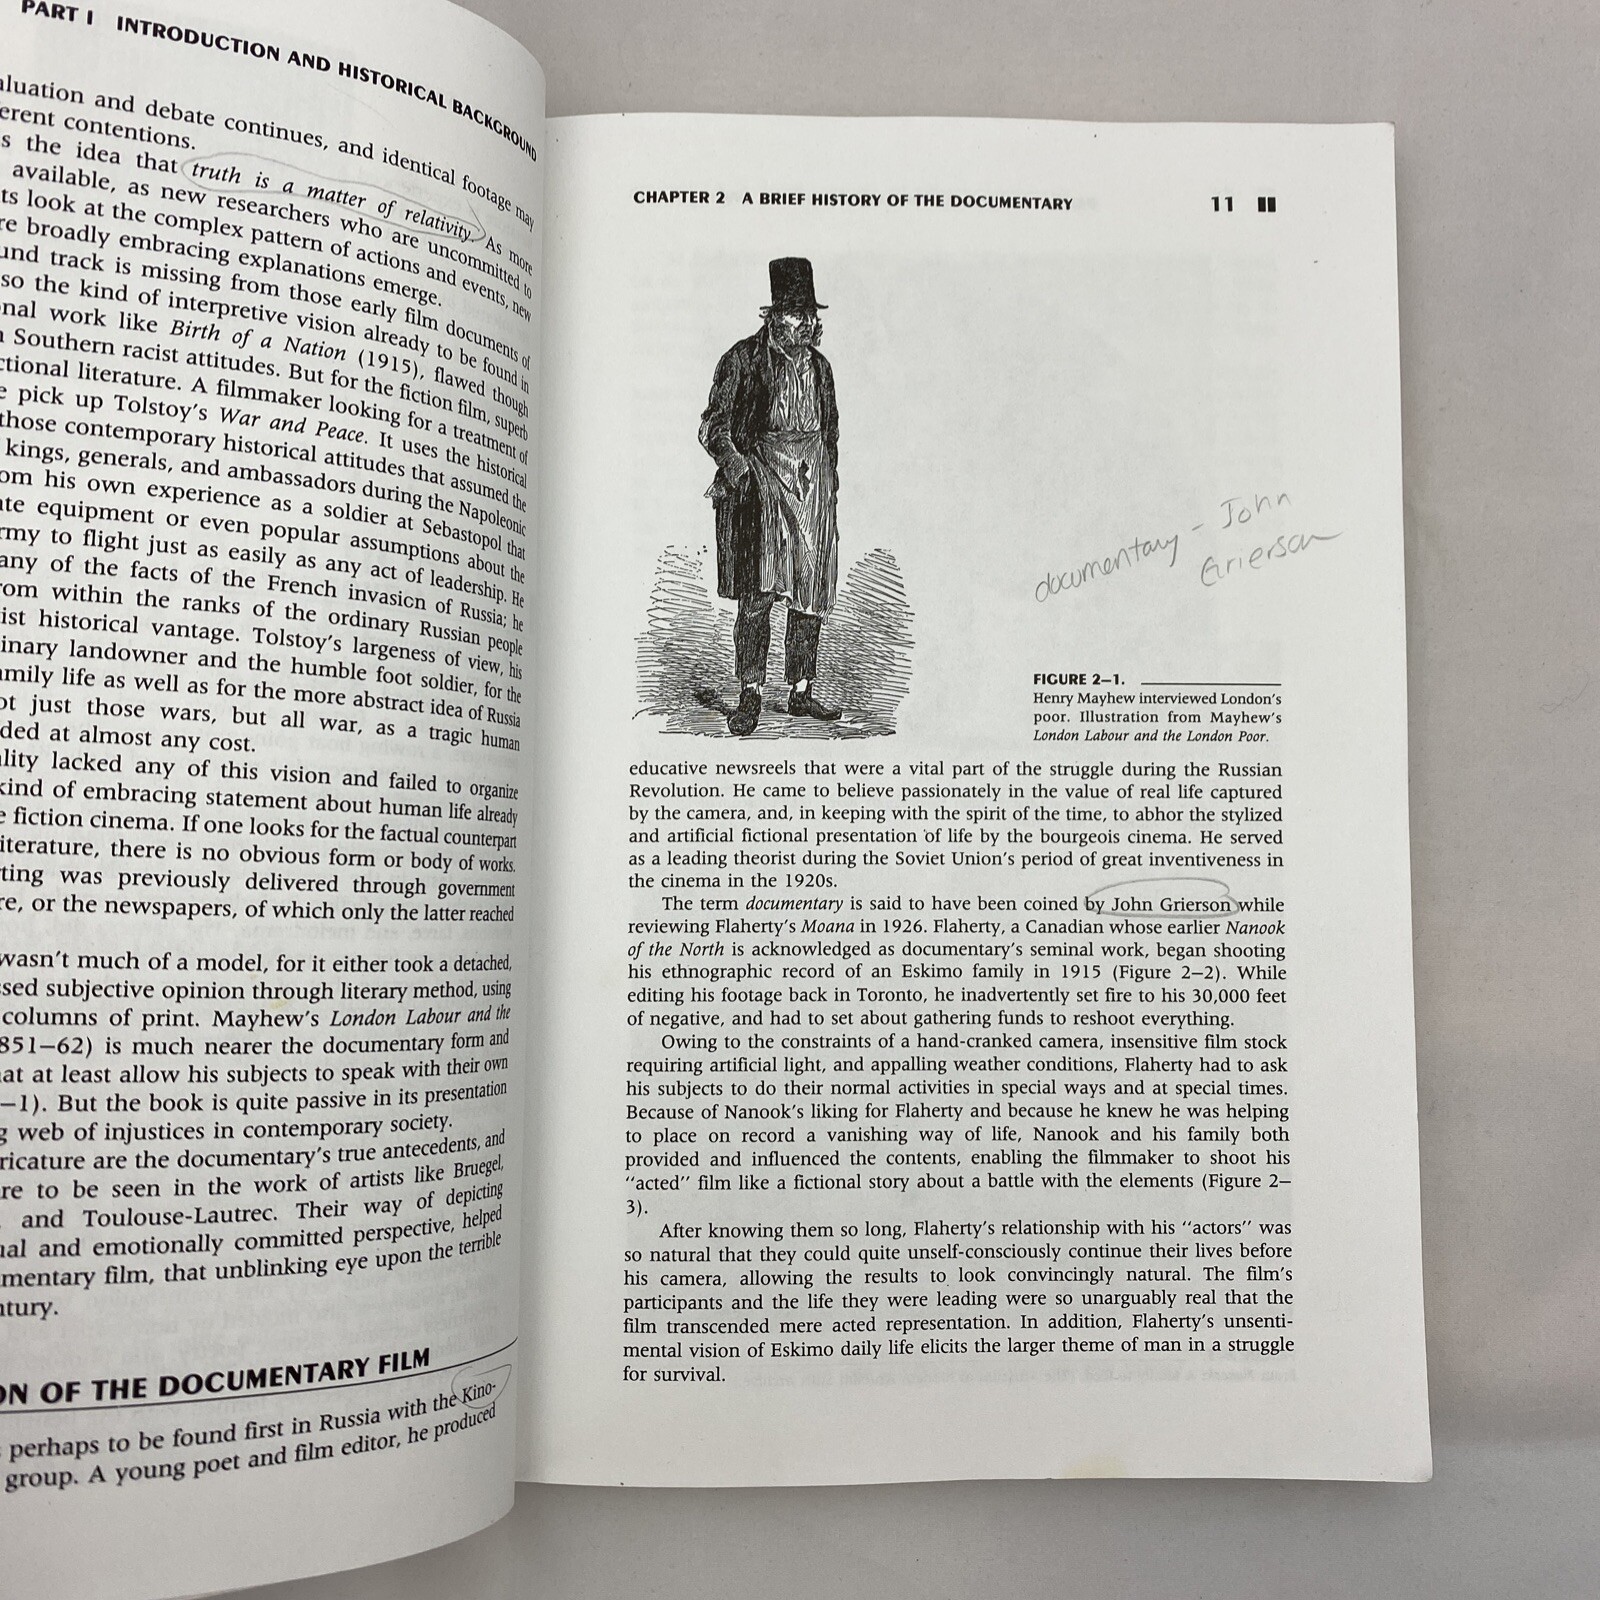 PART I INTRODUCTION AND HISTORICAL BACKGROUND
and debate continues, and identical footage may
contentions.
the idea that truth is a matter of relativity. As more
available, as new researchers who are uncommitted to
look at the complex pattern of actions and events, new
broadly embracing explanations emerge.
track is missing from those early film documents of
so the kind of interpretive vision already to be found in
work like Birth of a Nation (1915), flawed though
Southern racist attitudes. But for the fiction film, superb
literature. A filmmaker looking for a treatment of
pick up Tolstoy's War and Peace. It uses the historical
those contemporary historical attitudes that assumed the
kings, generals, and ambassadors during the Napoleonic
his own experience as a soldier at Sebastopol that
equipment or even popular assumptions about the
to flight just as easily as any act of leadership. He
any of the facts of the French invasion of Russia; he
from within the ranks of the ordinary Russian people
historical vantage. Tolstoy's largeness of view, his
landowner and the humble foot soldier, for the
life as well as for the more abstract idea of Russia
just those wars, but all war, as a tragic human
at almost any cost.
lacked any of this vision and failed to organize
kind of embracing statement about human life already
fiction cinema. If one looks for the factual counterpart
literature, there is no obvious form or body of works.
was previously delivered through government
or the newspapers, of which only the latter reached
wasn't much of a model, for it either took a detached,
subjective opinion through literary method, using
columns of print. Mayhew's London Labour and the
851–62) is much nearer the documentary form and
at least allow his subjects to speak with their own
–1). But the book is quite passive in its presentation
web of injustices in contemporary society.
are the documentary's true antecedents, and
to be seen in the work of artists like Bruegel,
and Toulouse-Lautrec. Their way of depicting
and emotionally committed perspective, helped
film, that unblinking eye upon the terrible
OF THE DOCUMENTARY FILM
perhaps to be found first in Russia with the Kino-
group. A young poet and film editor, he produced
CHAPTER 2 A BRIEF HISTORY OF THE DOCUMENTARY 11
documentary - John
Grierson
FIGURE 2–1.
Henry Mayhew interviewed London's
poor. Illustration from Mayhew's
London Labour and the London Poor.
educative newsreels that were a vital part of the struggle during the Russian
Revolution. He came to believe passionately in the value of real life captured
by the camera, and, in keeping with the spirit of the time, to abhor the stylized
and artificial fictional presentation of life by the bourgeois cinema. He served
as a leading theorist during the Soviet Union's period of great inventiveness in
the cinema in the 1920s.
The term documentary is said to have been coined by John Grierson while
reviewing Flaherty's Moana in 1926. Flaherty, a Canadian whose earlier Nanook
of the North is acknowledged as documentary's seminal work, began shooting
his ethnographic record of an Eskimo family in 1915 (Figure 2–2). While
editing his footage back in Toronto, he inadvertently set fire to his 30,000 feet
of negative, and had to set about gathering funds to reshoot everything.
Owing to the constraints of a hand-cranked camera, insensitive film stock
requiring artificial light, and appalling weather conditions, Flaherty had to ask
his subjects to do their normal activities in special ways and at special times.
Because of Nanook's liking for Flaherty and because he knew he was helping
to place on record a vanishing way of life, Nanook and his family both
provided and influenced the contents, enabling the filmmaker to shoot his
"acted" film like a fictional story about a battle with the elements (Figure 2–
3).
After knowing them so long, Flaherty's relationship with his "actors" was
so natural that they could quite unself-consciously continue their lives before
his camera, allowing the results to look convincingly natural. The film's
participants and the life they were leading were so unarguably real that the
film transcended mere acted representation. In addition, Flaherty's unsenti-
mental vision of Eskimo daily life elicits the larger theme of man in a struggle
for survival.